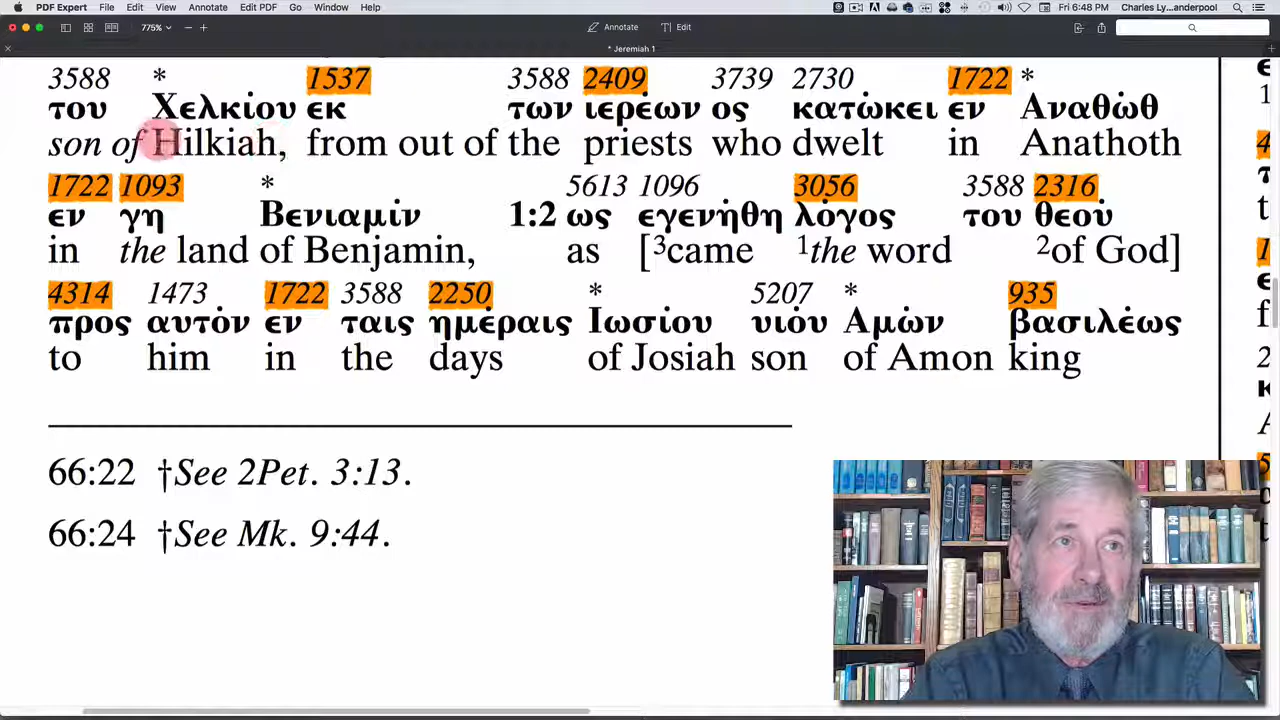 PDF Expert File Edit View Annotate Edit PDF Go Window Help Fri 6:48 PM Charles Ly...anderpool
775% Annotate Edit
* Jeremiah 1
3588 * 1537 3588 2409 3739 2730 1722 *
του Χελκίου εκ των ιερέων ος κατώκει εν Αναθώθ
son of Hilkiah, from out of the priests who dwelt in Anathoth
1722 1093 * 5613 1096 3056 3588 2316
εν γη Βενιαμίν 1:2 ως εγενήθη λόγος του θεού
in the land of Benjamin, as [3came 1the word 2of God]
4314 1473 1722 3588 2250 * 5207 * 935
προς αυτόν εν ταις ημέραις Ιωσίου υιόυ Αμών βασιλέως
to him in the days of Josiah son of Amon king
66:22 †See 2Pet. 3:13.
66:24 †See Mk. 9:44.